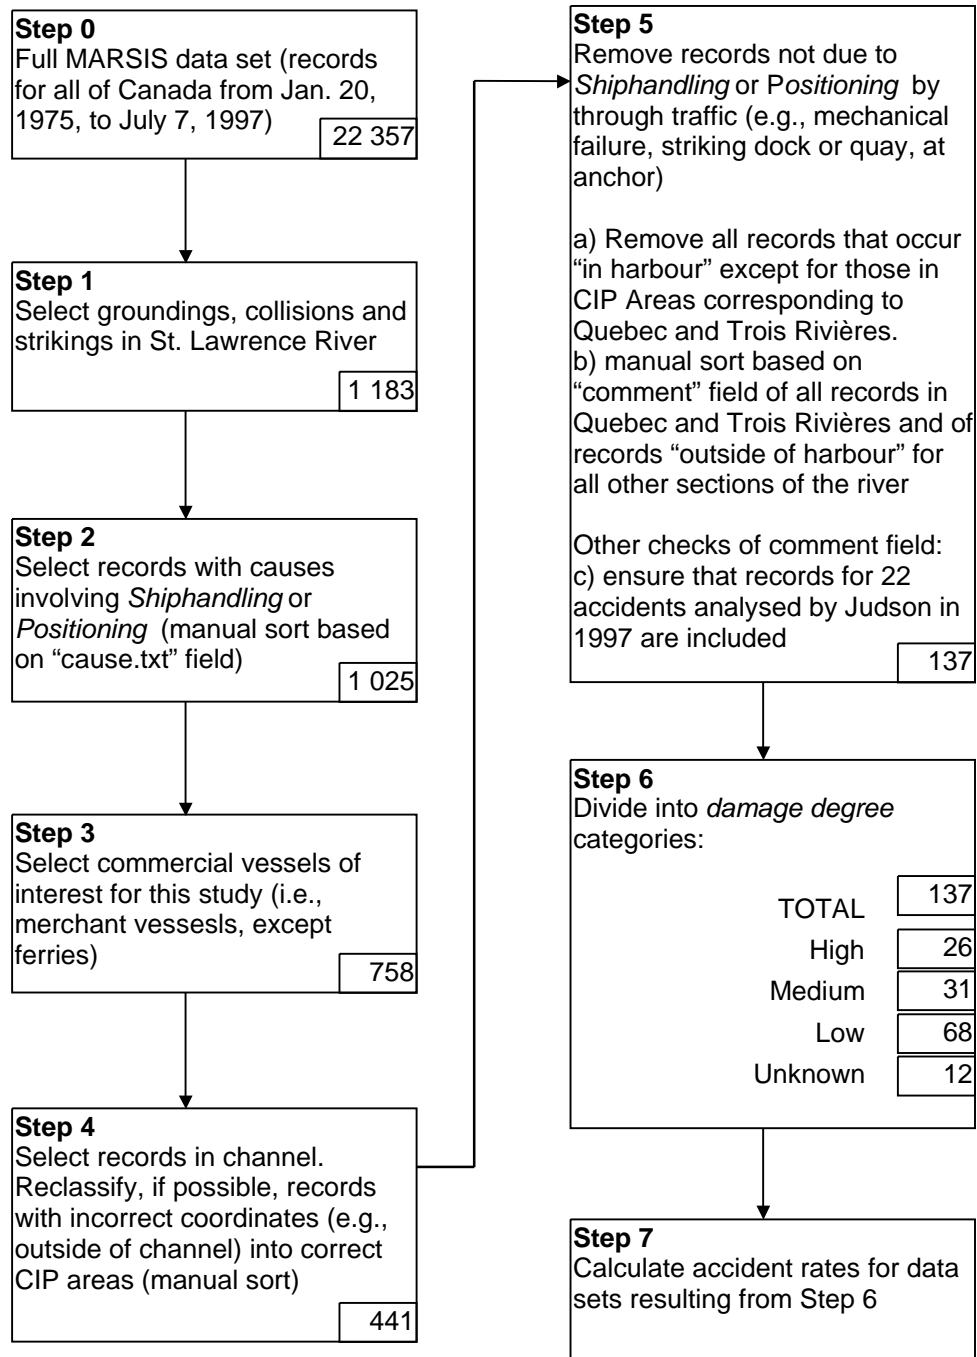 Step 0
Full MARSIS data set (records
for all of Canada from Jan. 20,
1975, to July 7, 1997)
22 357
Step 1
Select groundings, collisions and
strikings in St. Lawrence River
1 183
Step 2
Select records with causes
involving Shiphandling or
Positioning (manual sort based
on “cause.txt” field)
1 025
Step 3
Select commercial vessels of
interest for this study (i.e.,
merchant vessesls, except
ferries)
758
Step 4
Select records in channel.
Reclassify, if possible, records
with incorrect coordinates (e.g.,
outside of channel) into correct
CIP areas (manual sort)
441
Step 5
Remove records not due to
Shiphandling or Positioning by
through traffic (e.g., mechanical
failure, striking dock or quay, at
anchor)
a) Remove all records that occur
“in harbour” except for those in
CIP Areas corresponding to
Quebec and Trois Rivières.
b) manual sort based on
“comment” field of all records in
Quebec and Trois Rivières and of
records “outside of harbour” for
all other sections of the river
Other checks of comment field:
c) ensure that records for 22
accidents analysed by Judson in
1997 are included
137
Step 6
Divide into damage degree
categories:
TOTAL 137
High 26
Medium 31
Low 68
Unknown 12
Step 7
Calculate accident rates for data
sets resulting from Step 6